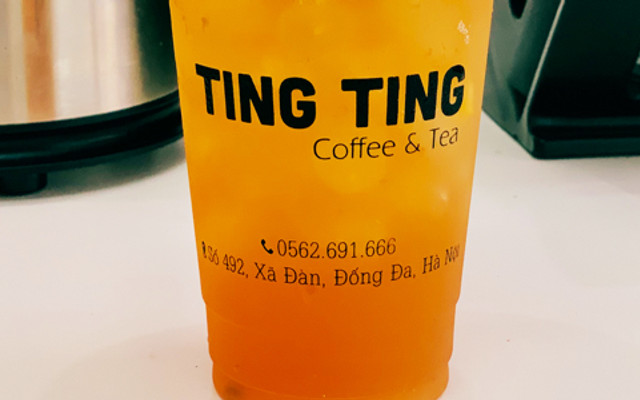 TING TING
Coffee & Tea
0562.691.666
Số 492, Xã Đàn, Đống Đa, Hà Nội